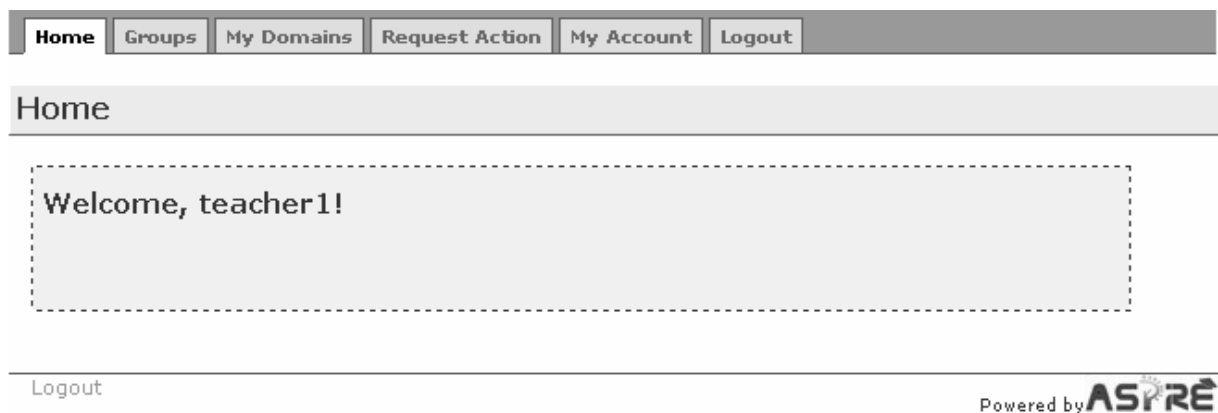 Home Groups My Domains Request Action My Account Logout
Home
Welcome, teacher1!
Logout
Powered by ASPIRE